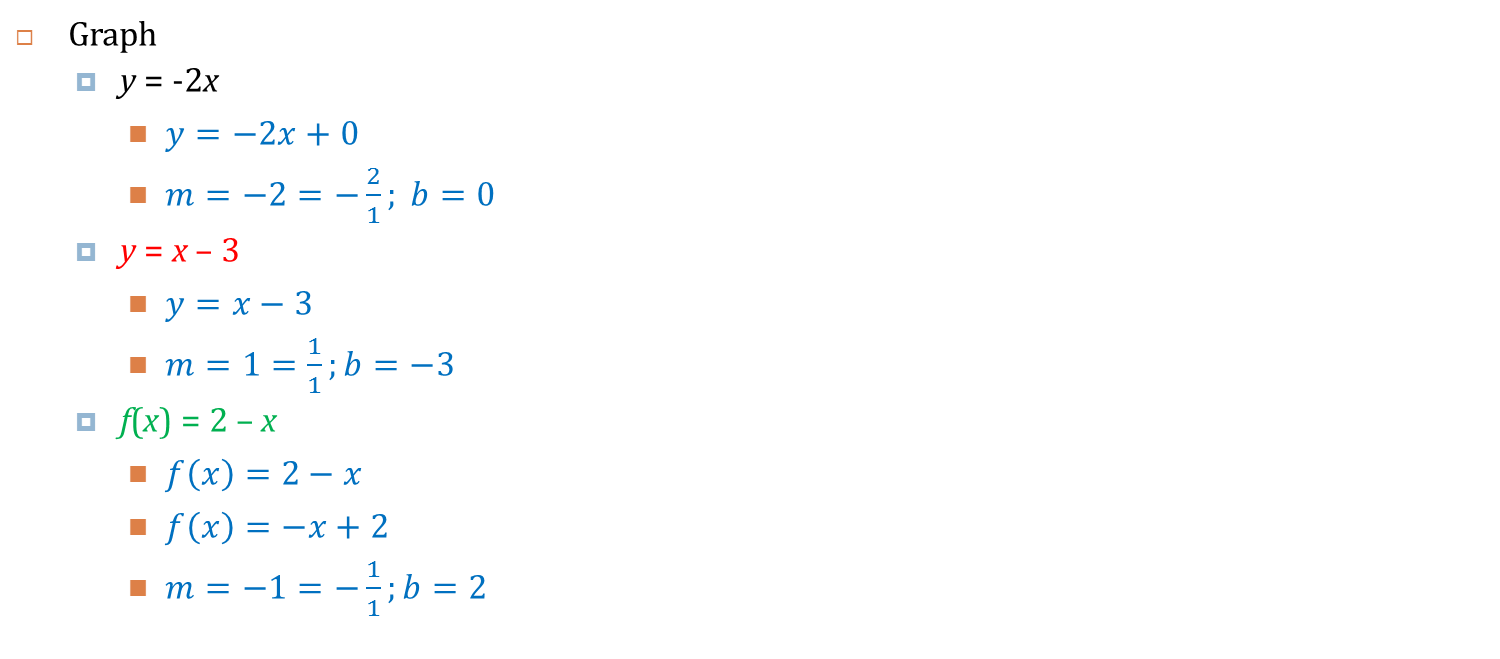 Graph
y = -2x
y = −2x + 0
m = −2 = −2/1; b = 0
y = x – 3
y = x − 3
m = 1 = 1/1; b = −3
f(x) = 2 – x
f(x) = 2 − x
f(x) = −x + 2
m = −1 = −1/1; b = 2